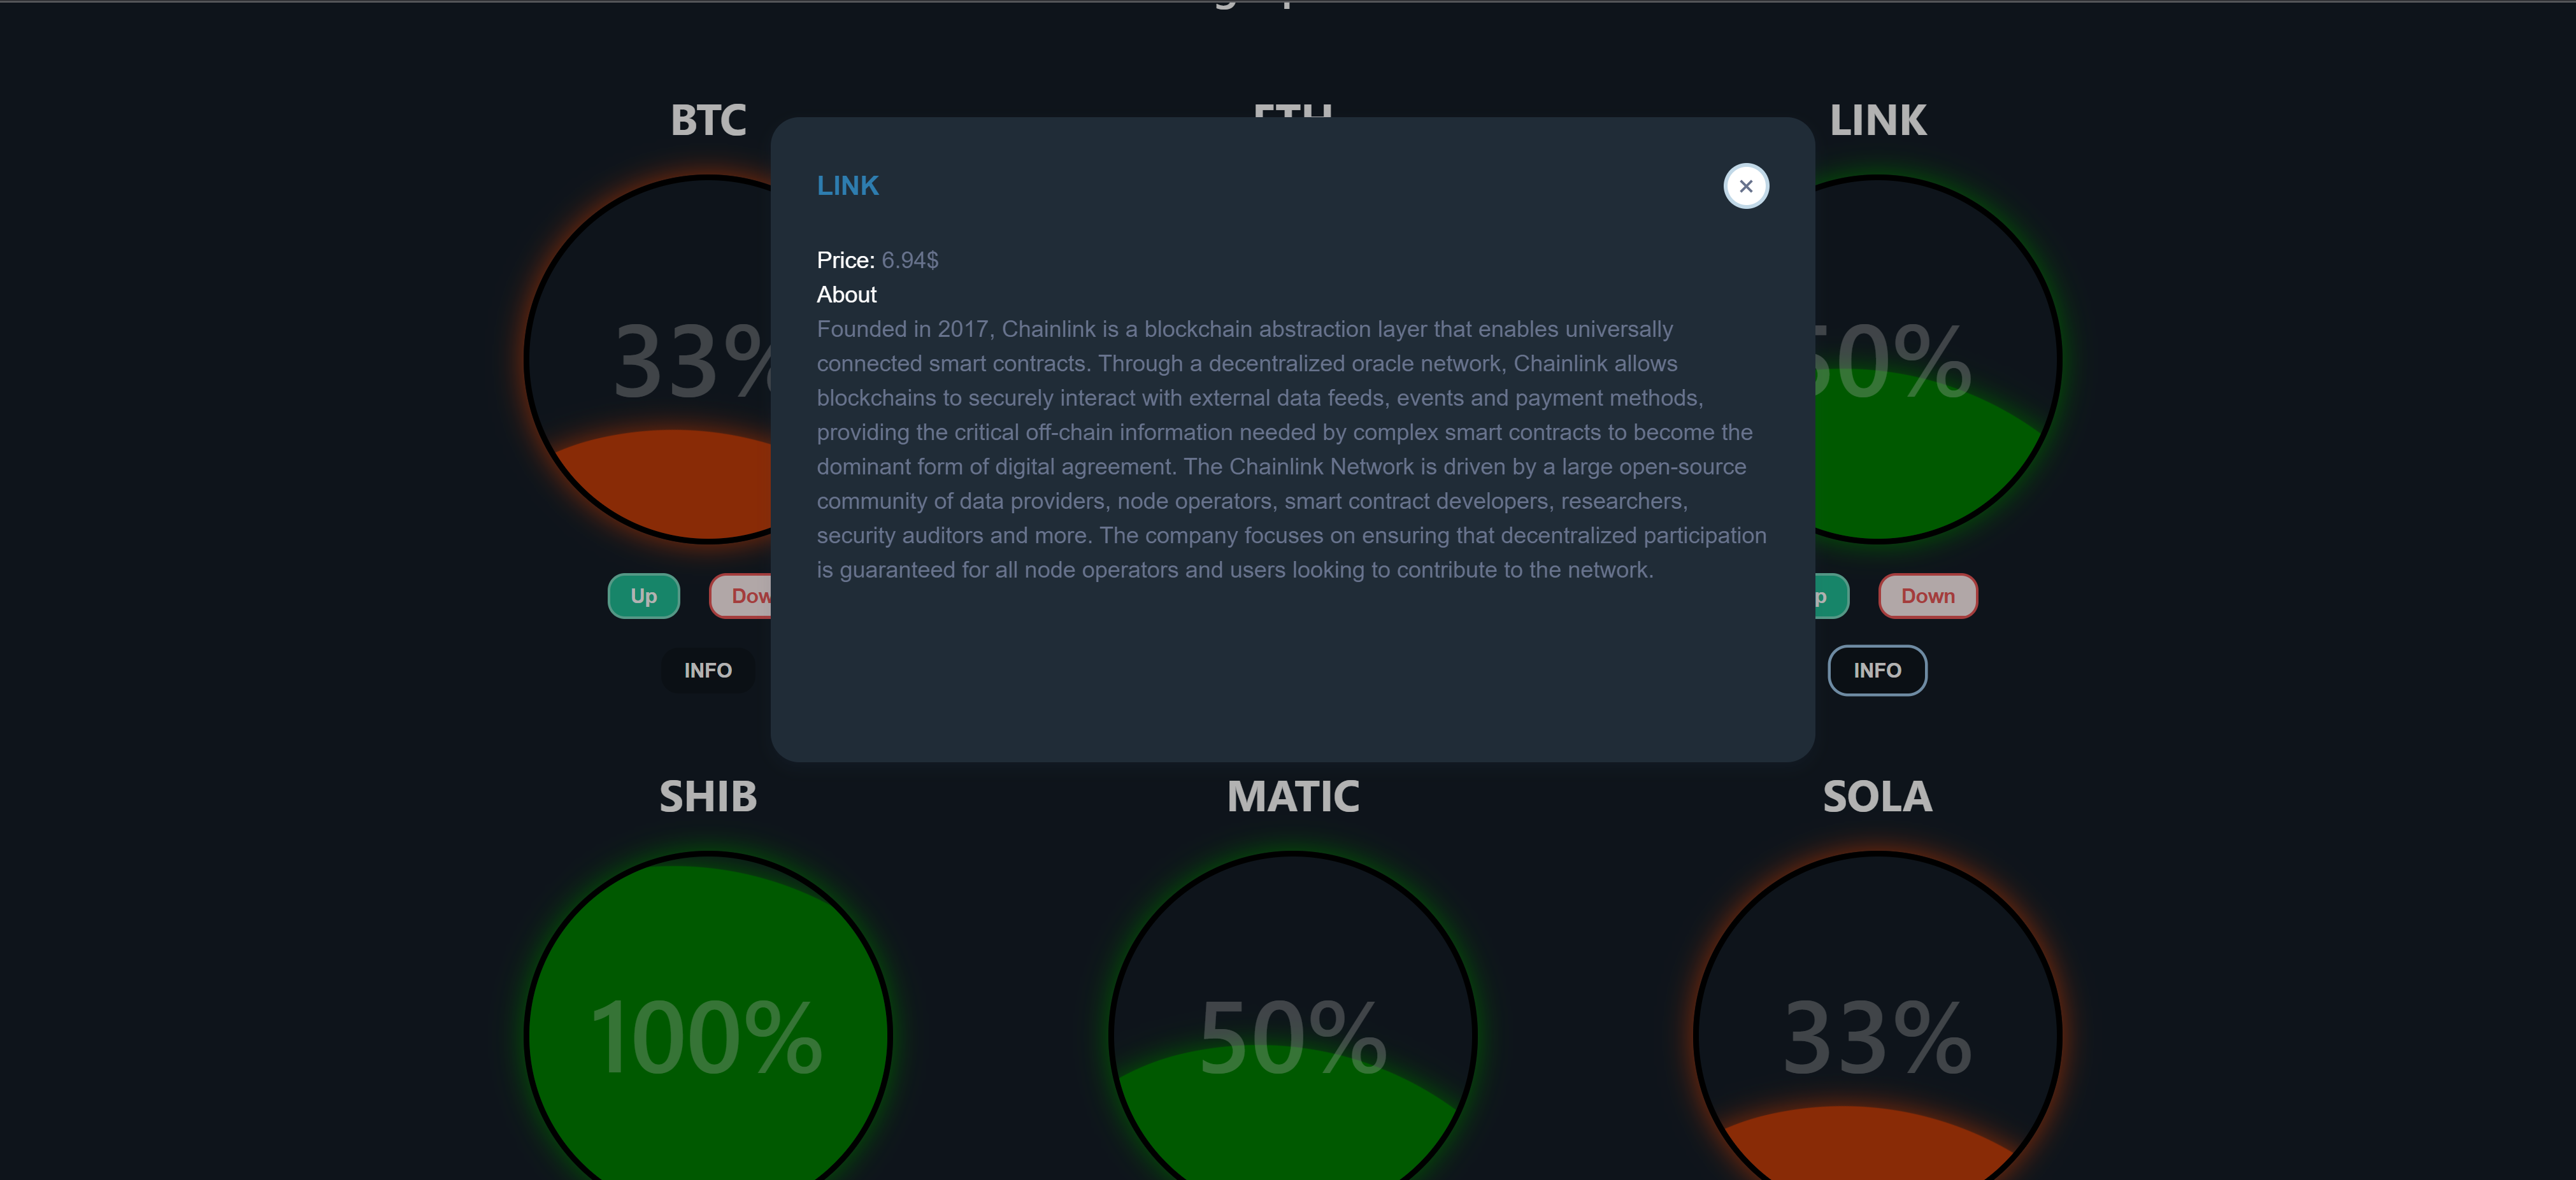 BTC
ETH
LINK
LINK
Price: 6.94$
About
Founded in 2017, Chainlink is a blockchain abstraction layer that enables universally
connected smart contracts. Through a decentralized oracle network, Chainlink allows
blockchains to securely interact with external data feeds, events and payment methods,
providing the critical off-chain information needed by complex smart contracts to become the
dominant form of digital agreement. The Chainlink Network is driven by a large open-source
community of data providers, node operators, smart contract developers, researchers,
security auditors and more. The company focuses on ensuring that decentralized participation
is guaranteed for all node operators and users looking to contribute to the network.
33%
50%
Up
Dow
p
Down
INFO
INFO
SHIB
MATIC
SOLA
100%
50%
33%